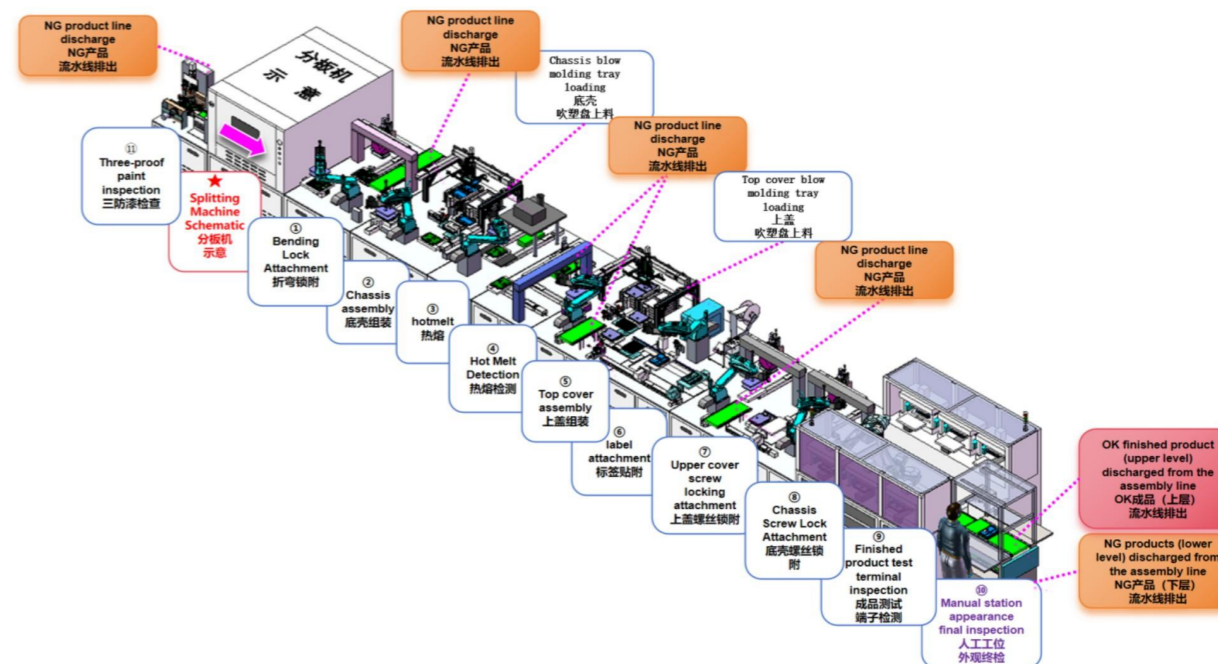 NG product line
discharge
NG产品
流水线排出
分板机
示意
NG product line
discharge
NG产品
流水线排出
Chassis blow
molding tray
loading
底壳
吹塑盘上料
NG product line
discharge
NG产品
流水线排出
Top cover blow
molding tray
loading
上盖
吹塑盘上料
NG product line
discharge
NG产品
流水线排出
⑪
Three-proof
paint
inspection
三防漆检查
★
Splitting
Machine
Schematic
分板机
示意
①
Bending
Lock
Attachment
折弯锁附
②
Chassis
assembly
底壳组装
③
hotmelt
热熔
④
Hot Melt
Detection
热熔检测
⑤
Top cover
assembly
上盖组装
⑥
label
attachment
标签贴附
⑦
Upper cover
screw
locking
attachment
上盖螺丝锁附
⑧
Chassis
Screw Lock
Attachment
底壳螺丝锁
附
⑨
Finished
product test
terminal
inspection
成品测试
端子检测
⑩
Manual station
appearance
final inspection
人工工位
外观终检
OK finished product
(upper level)
discharged from the
assembly line
OK成品（上层）
流水线排出
NG products (lower
level) discharged from
the assembly line
NG产品（下层）
流水线排出